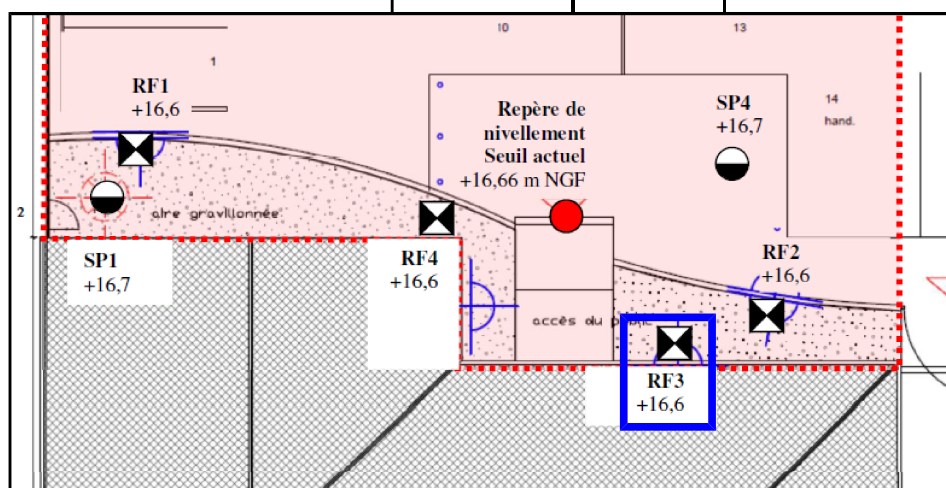 10
13
1
RF1
+16,6
Repère de
nivellement
Seuil actuel
+16,66 m NGF
SP4
+16,7
14
hand.
2
aire gravillonnée
SP1
+16,7
RF4
+16,6
RF2
+16,6
accès du public
RF3
+16,6